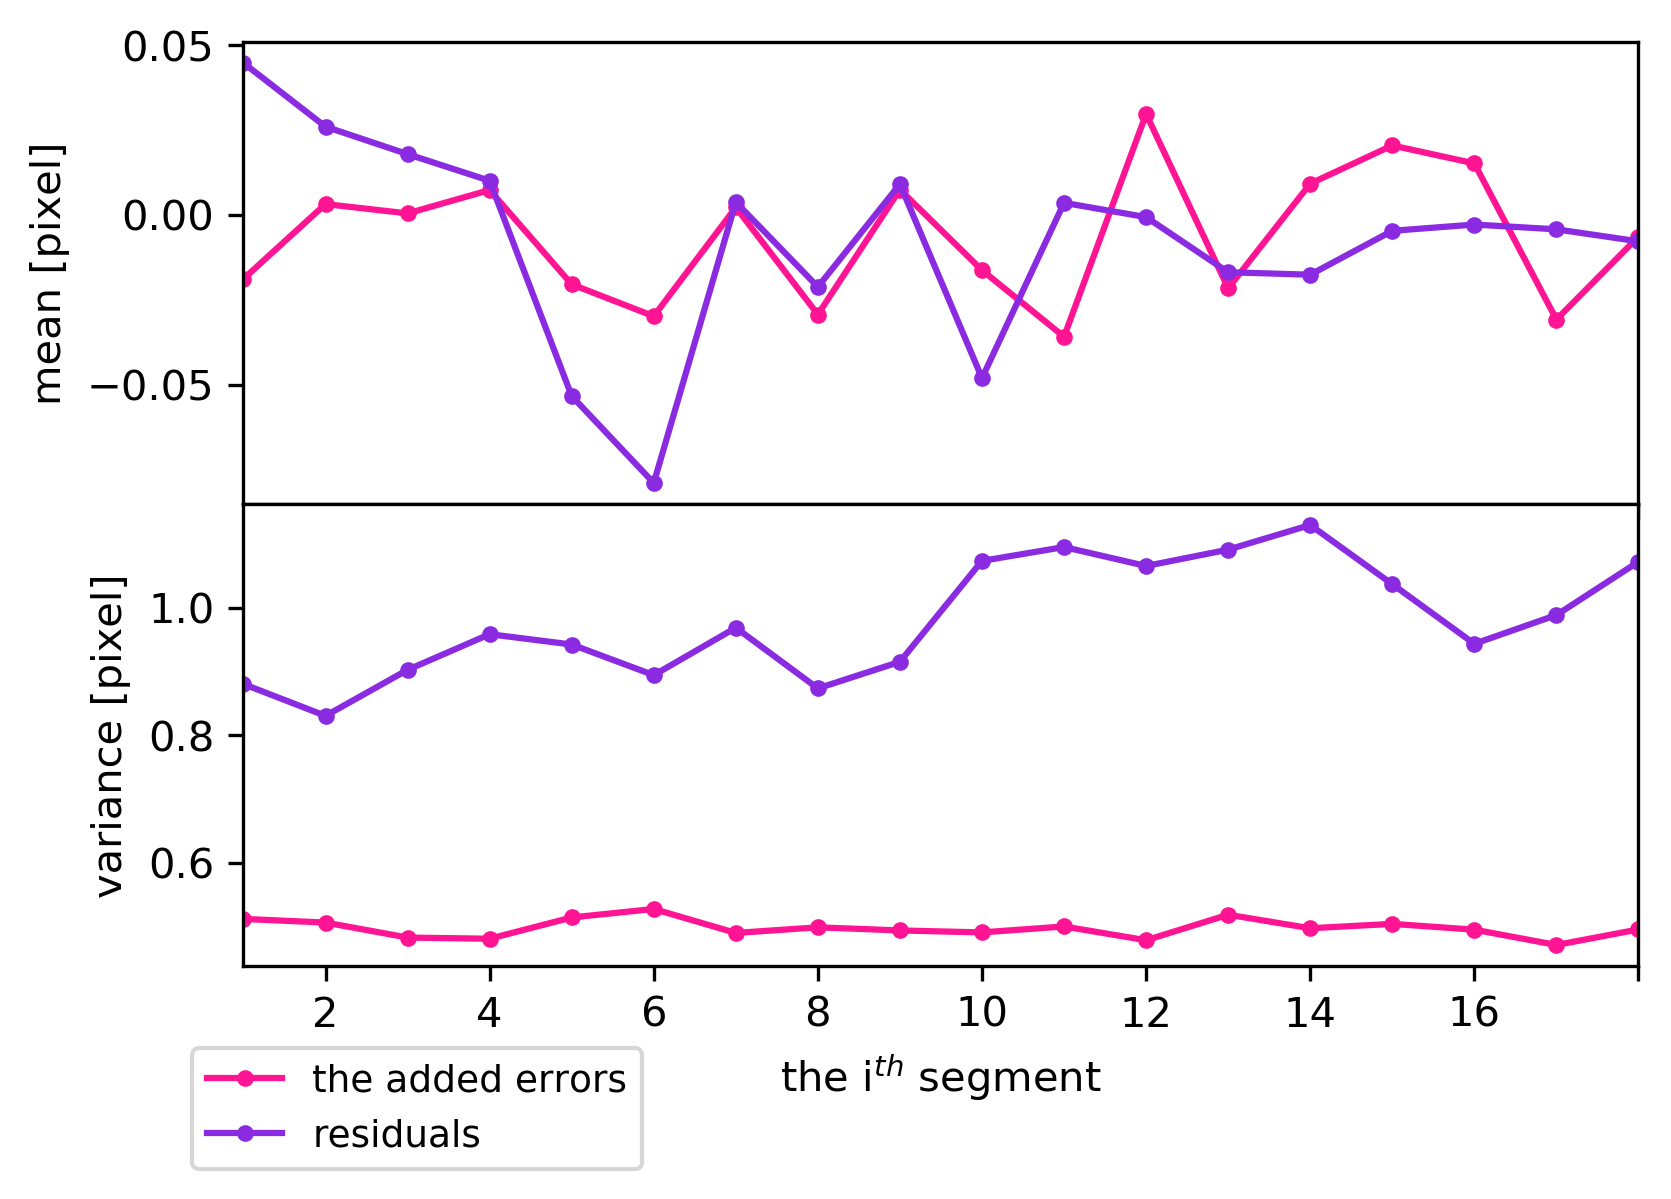 0.05
0.00
−0.05
mean [pixel]
1.0
0.8
0.6
variance [pixel]
2 4 6 8 10 12 14 16
the i^th segment
the added errors
residuals